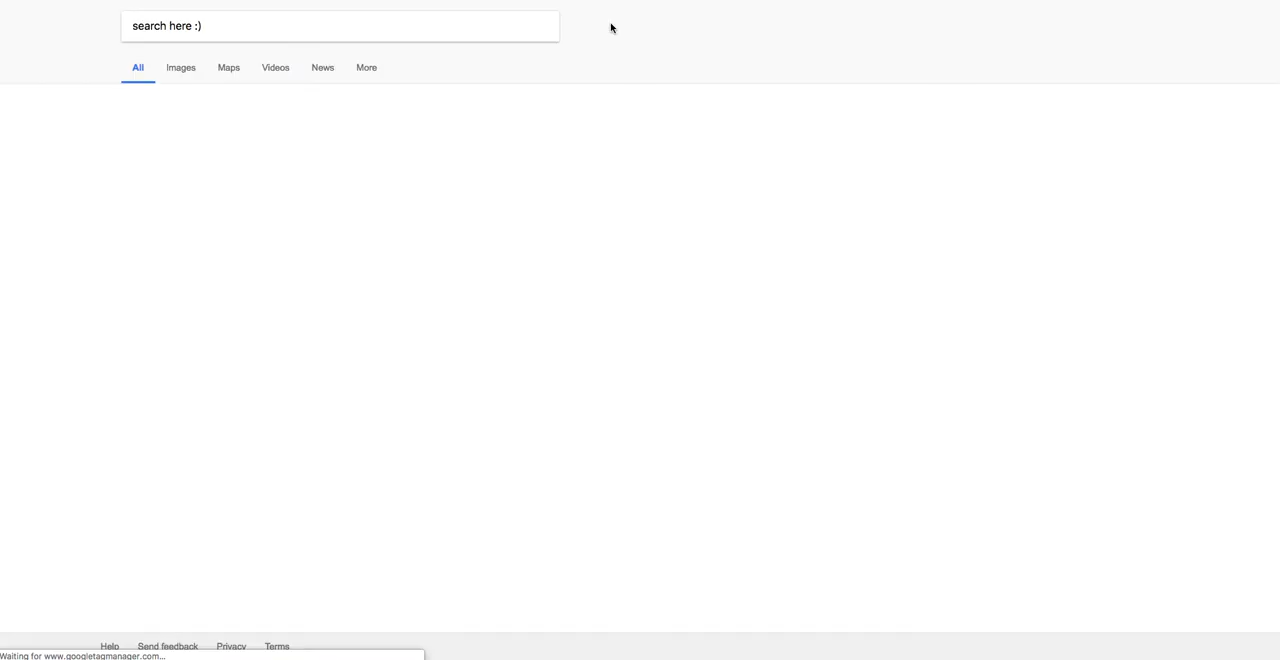 search here :)
All Images Maps Videos News More
Help Send feedback Privacy Terms
Waiting for www.googletagmanager.com...